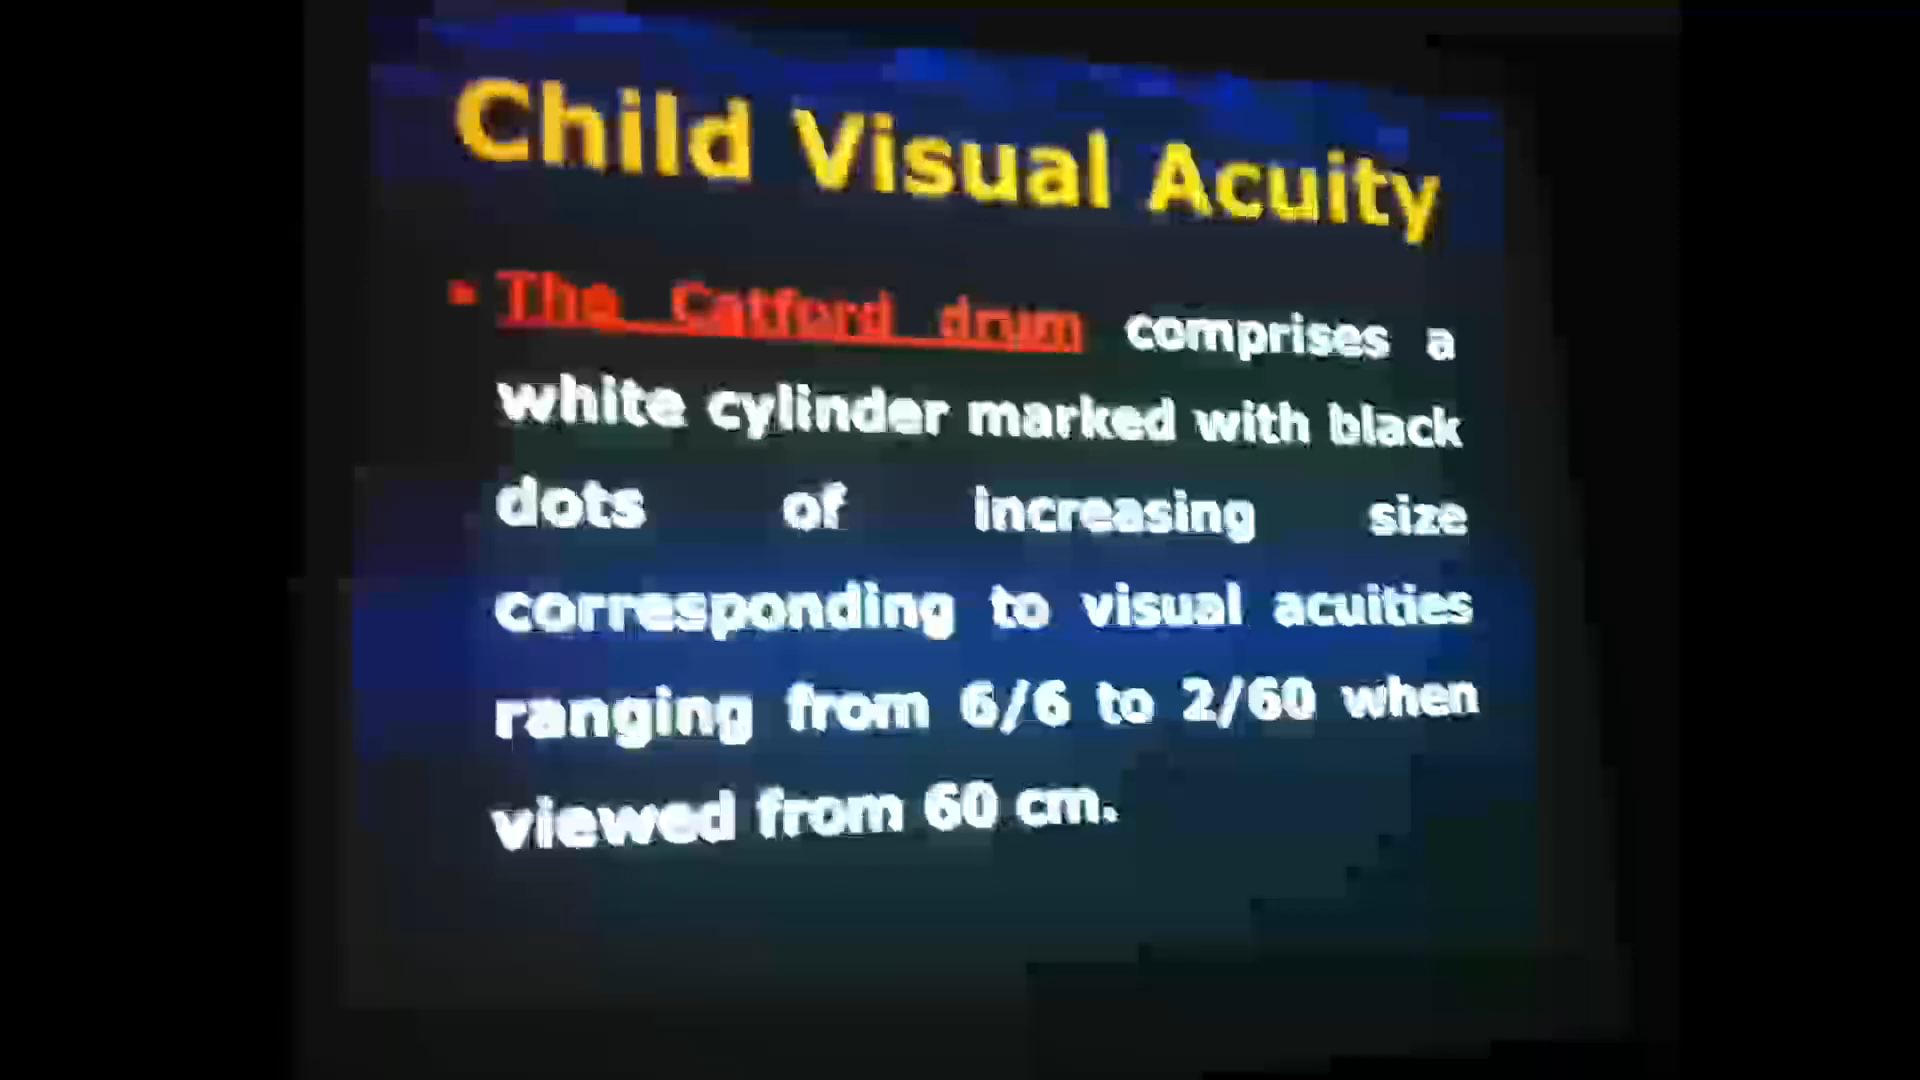 Child Visual Acuity
• The Catford drum comprises a
white cylinder marked with black
dots of increasing size
corresponding to visual acuities
ranging from 6/6 to 2/60 when
viewed from 60 cm.